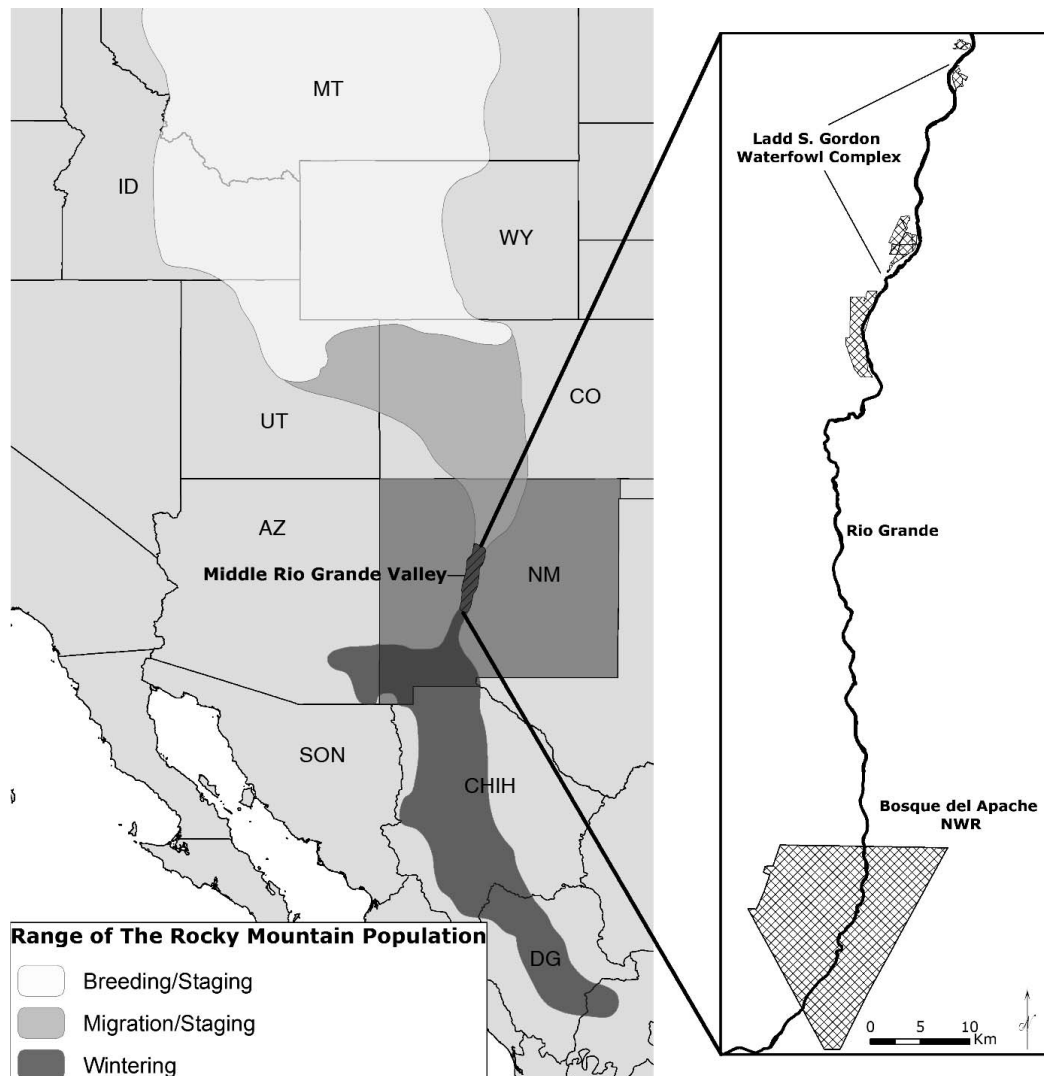 MT
ID
WY
UT
CO
AZ
NM
Middle Rio Grande Valley
SON
CHIH
DG
Range of The Rocky Mountain Population
Breeding/Staging
Migration/Staging
Wintering
Ladd S. Gordon
Waterfowl Complex
Rio Grande
Bosque del Apache
NWR
0 5 10
Km
N